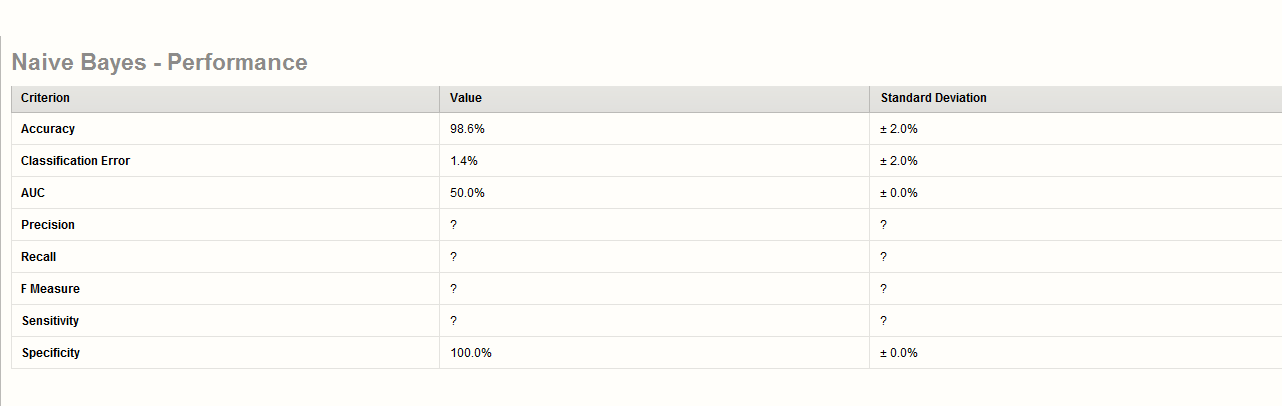 Naive Bayes - Performance
Criterion Value Standard Deviation
Accuracy 98.6% ± 2.0%
Classification Error 1.4% ± 2.0%
AUC 50.0% ± 0.0%
Precision ? ?
Recall ? ?
F Measure ? ?
Sensitivity ? ?
Specificity 100.0% ± 0.0%